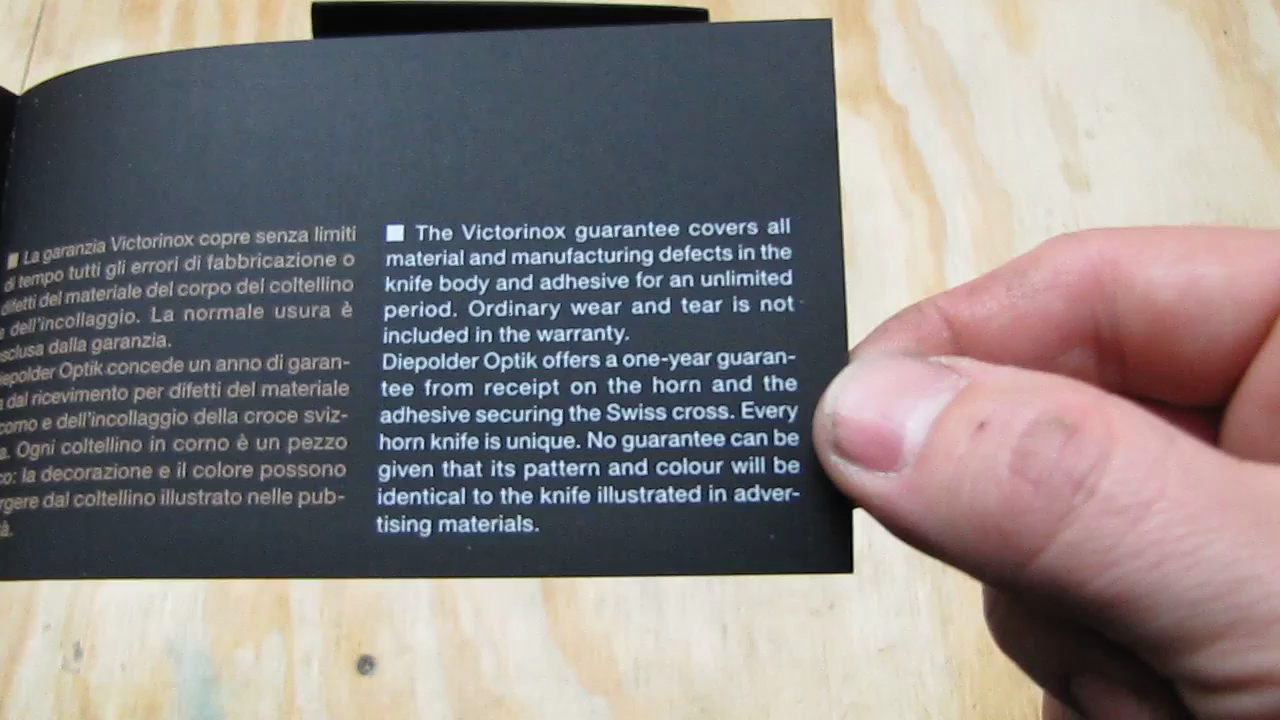 La garanzia Victorinox copre senza limiti
di tempo tutti gli errori di fabbricazione o
difetti del materiale del corpo del coltellino
dell'incollaggio. La normale usura è
dalla garanzia.
Optik concede un anno di garan-
dal ricevimento per difetti del materiale
e dell'incollaggio della croce sviz-
Ogni coltellino in corno è un pezzo
la decorazione e il colore possono
dal coltellino illustrato nelle pub-
The Victorinox guarantee covers all
material and manufacturing defects in the
knife body and adhesive for an unlimited
period. Ordinary wear and tear is not
included in the warranty.
Diepolder Optik offers a one-year guaran-
tee from receipt on the horn and the
adhesive securing the Swiss cross. Every
horn knife is unique. No guarantee can be
given that its pattern and colour will be
identical to the knife illustrated in adver-
tising materials.